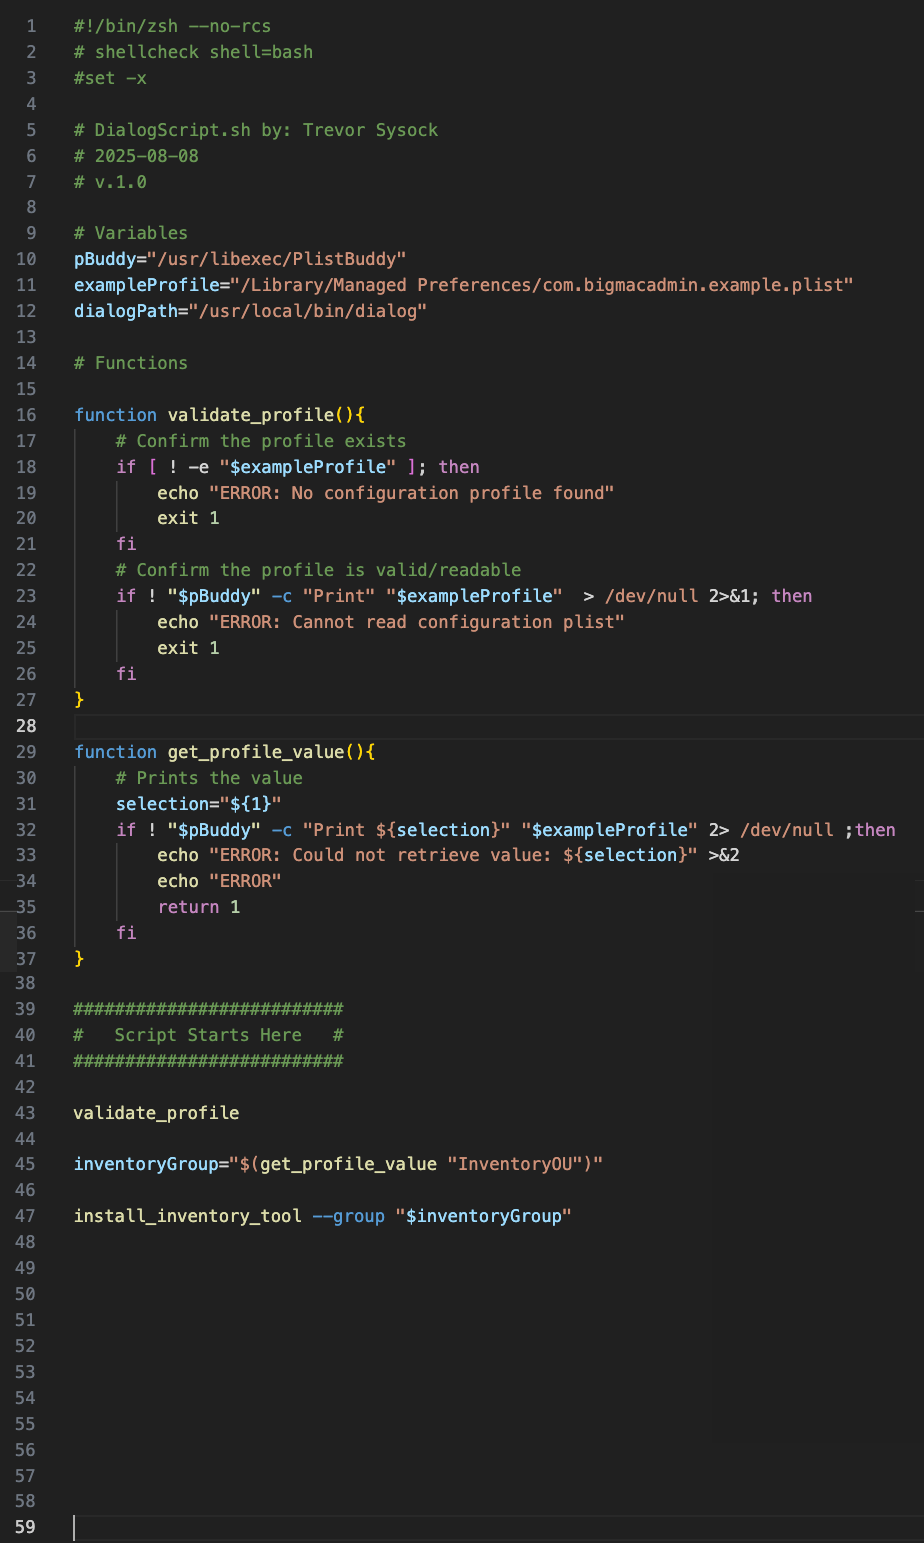 1 #!/bin/zsh --no-rcs
2 # shellcheck shell=bash
3 #set -x
4
5 # DialogScript.sh by: Trevor Sysock
6 # 2025-08-08
7 # v.1.0
8
9 # Variables
10 pBuddy="/usr/libexec/PlistBuddy"
11 exampleProfile="/Library/Managed Preferences/com.bigmacadmin.example.plist"
12 dialogPath="/usr/local/bin/dialog"
13
14 # Functions
15
16 function validate_profile(){
17     # Confirm the profile exists
18     if [ ! -e "$exampleProfile" ]; then
19         echo "ERROR: No configuration profile found"
20         exit 1
21     fi
22     # Confirm the profile is valid/readable
23     if ! "$pBuddy" -c "Print" "$exampleProfile"  > /dev/null 2>&1; then
24         echo "ERROR: Cannot read configuration plist"
25         exit 1
26     fi
27 }
28
29 function get_profile_value(){
30     # Prints the value
31     selection="${1}"
32     if ! "$pBuddy" -c "Print ${selection}" "$exampleProfile" 2> /dev/null ;then
33         echo "ERROR: Could not retrieve value: ${selection}" >&2
34         echo "ERROR"
35         return 1
36     fi
37 }
38
39 ##########################
40 #   Script Starts Here   #
41 ##########################
42
43 validate_profile
44
45 inventoryGroup="$(get_profile_value "InventoryOU")"
46
47 install_inventory_tool --group "$inventoryGroup"
48
49
50
51
52
53
54
55
56
57
58
59